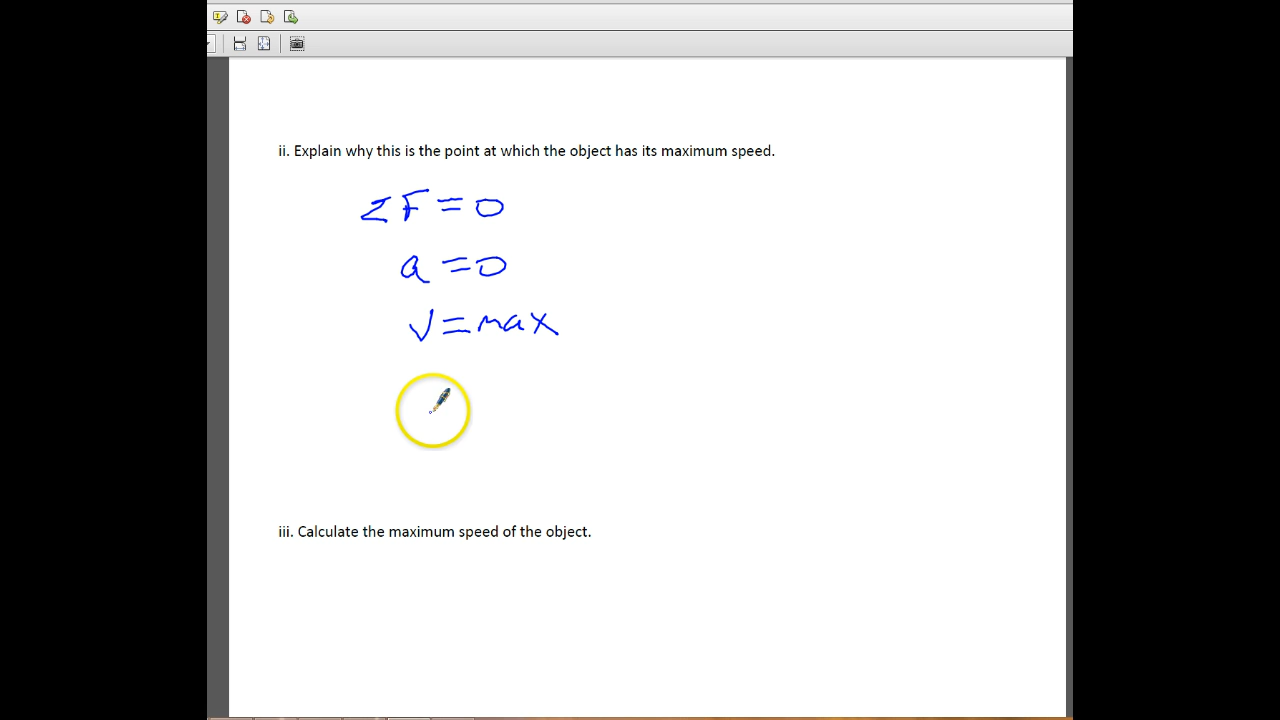 ii. Explain why this is the point at which the object has its maximum speed.
ΣF=0
a=0
v=max
iii. Calculate the maximum speed of the object.